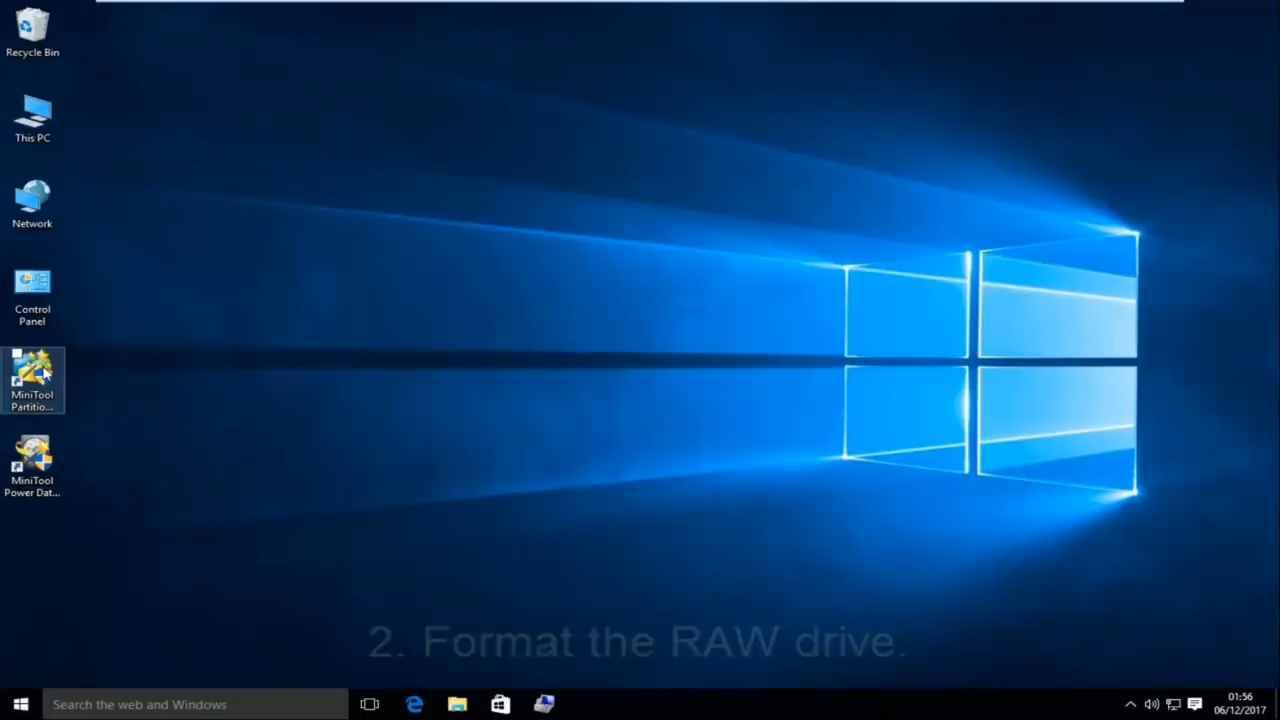 Recycle Bin
This PC
Network
Control
Panel
MiniTool
Partitio...
MiniTool
Power Dat...
2. Format the RAW drive.
Search the web and Windows
01:56
06/12/2017